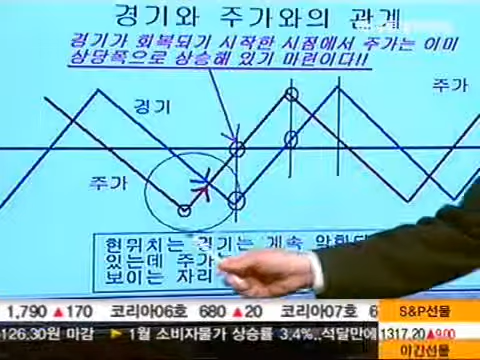 경기와 주가와의 관계
경기가 회복되기 시작한 시점에서 주가는 이미
상당폭으로 상승해 있기 마련이다!!
주가
경기
주가
현위치는 경기는 계속 악화되
있는데 주가는
보이는 자리
1,790 ▲170 코리아06호 680 ▲20 코리아07호 6 S&P선물
126.30원 마감 ▶ 1월 소비자물가 상승률 3.4%..석달만에 1317.20▲9.00
야간선물